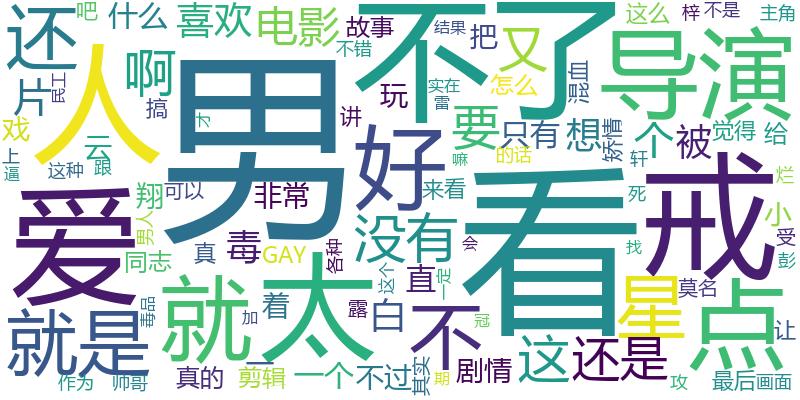 还
吧
什么
喜欢
电影
故事
不错
结果
把
又
这么
梓
不是
主角
片
民工
搞
啊
男
不
了
导演
人
才
讲
玩
实在
雷
怎么
混血
戏
云
上
逼
这种
跟
翔
可以
非常
好
要
只有
想
矫情
个
轩
被
觉得
给
来看
嘛
的话
死
烂
爱
男人
真
毒
GAY
各种
没有
会
看
找
戒
小
受
彭
同志
毒品
就
太
着
这个
直
一定
星
莫名
点
让
就是
加
一
露
白
不
冠
这
还是
作为
帅哥
真的
剪辑
一个
不过
其实
期
剧情
攻
最后
画面